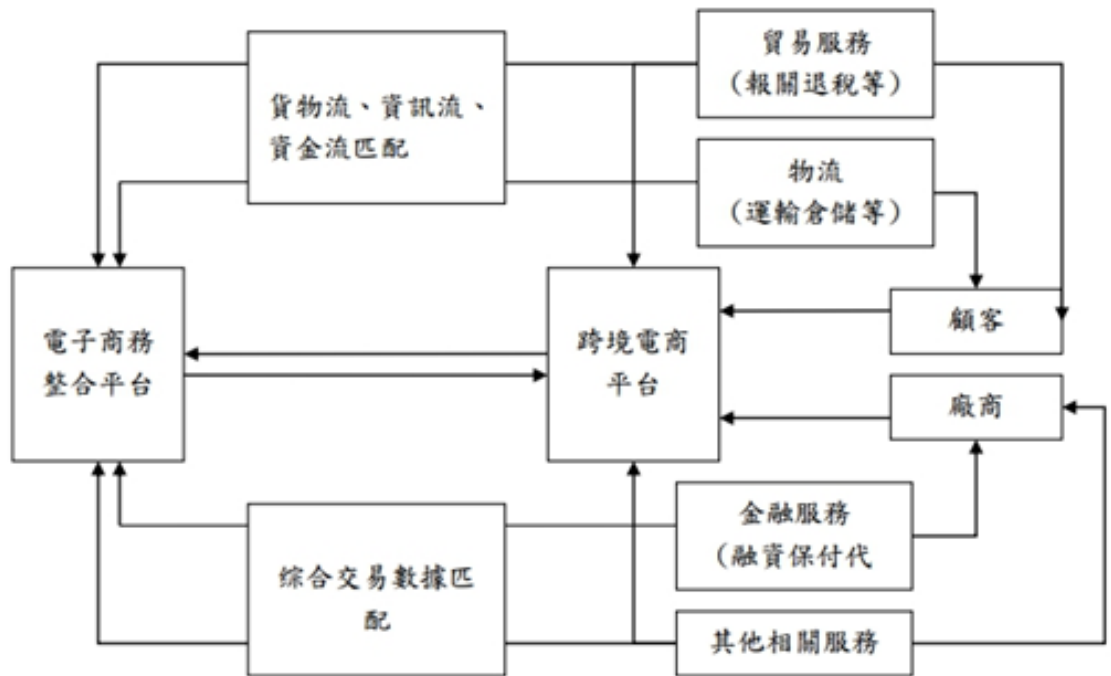 貨物流、資訊流、
資金流匹配
貿易服務
(報關退稅等)
物流
(運輸倉儲等)
電子商務
整合平台
跨境電商
平台
顧客
廠商
综合交易數據匹
配
金融服務
(融資保付代
其他相關服務